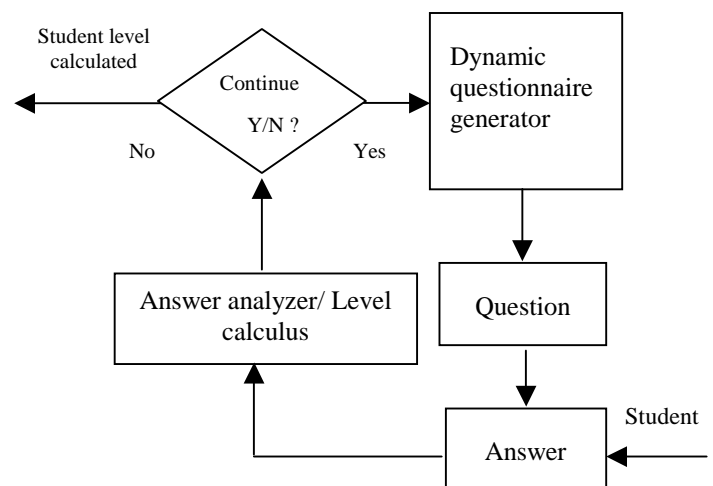 Student level
calculated
Continue
Y/N ?
No
Yes
Dynamic
questionnaire
generator
Answer analyzer/ Level
calculus
Question
Student
Answer